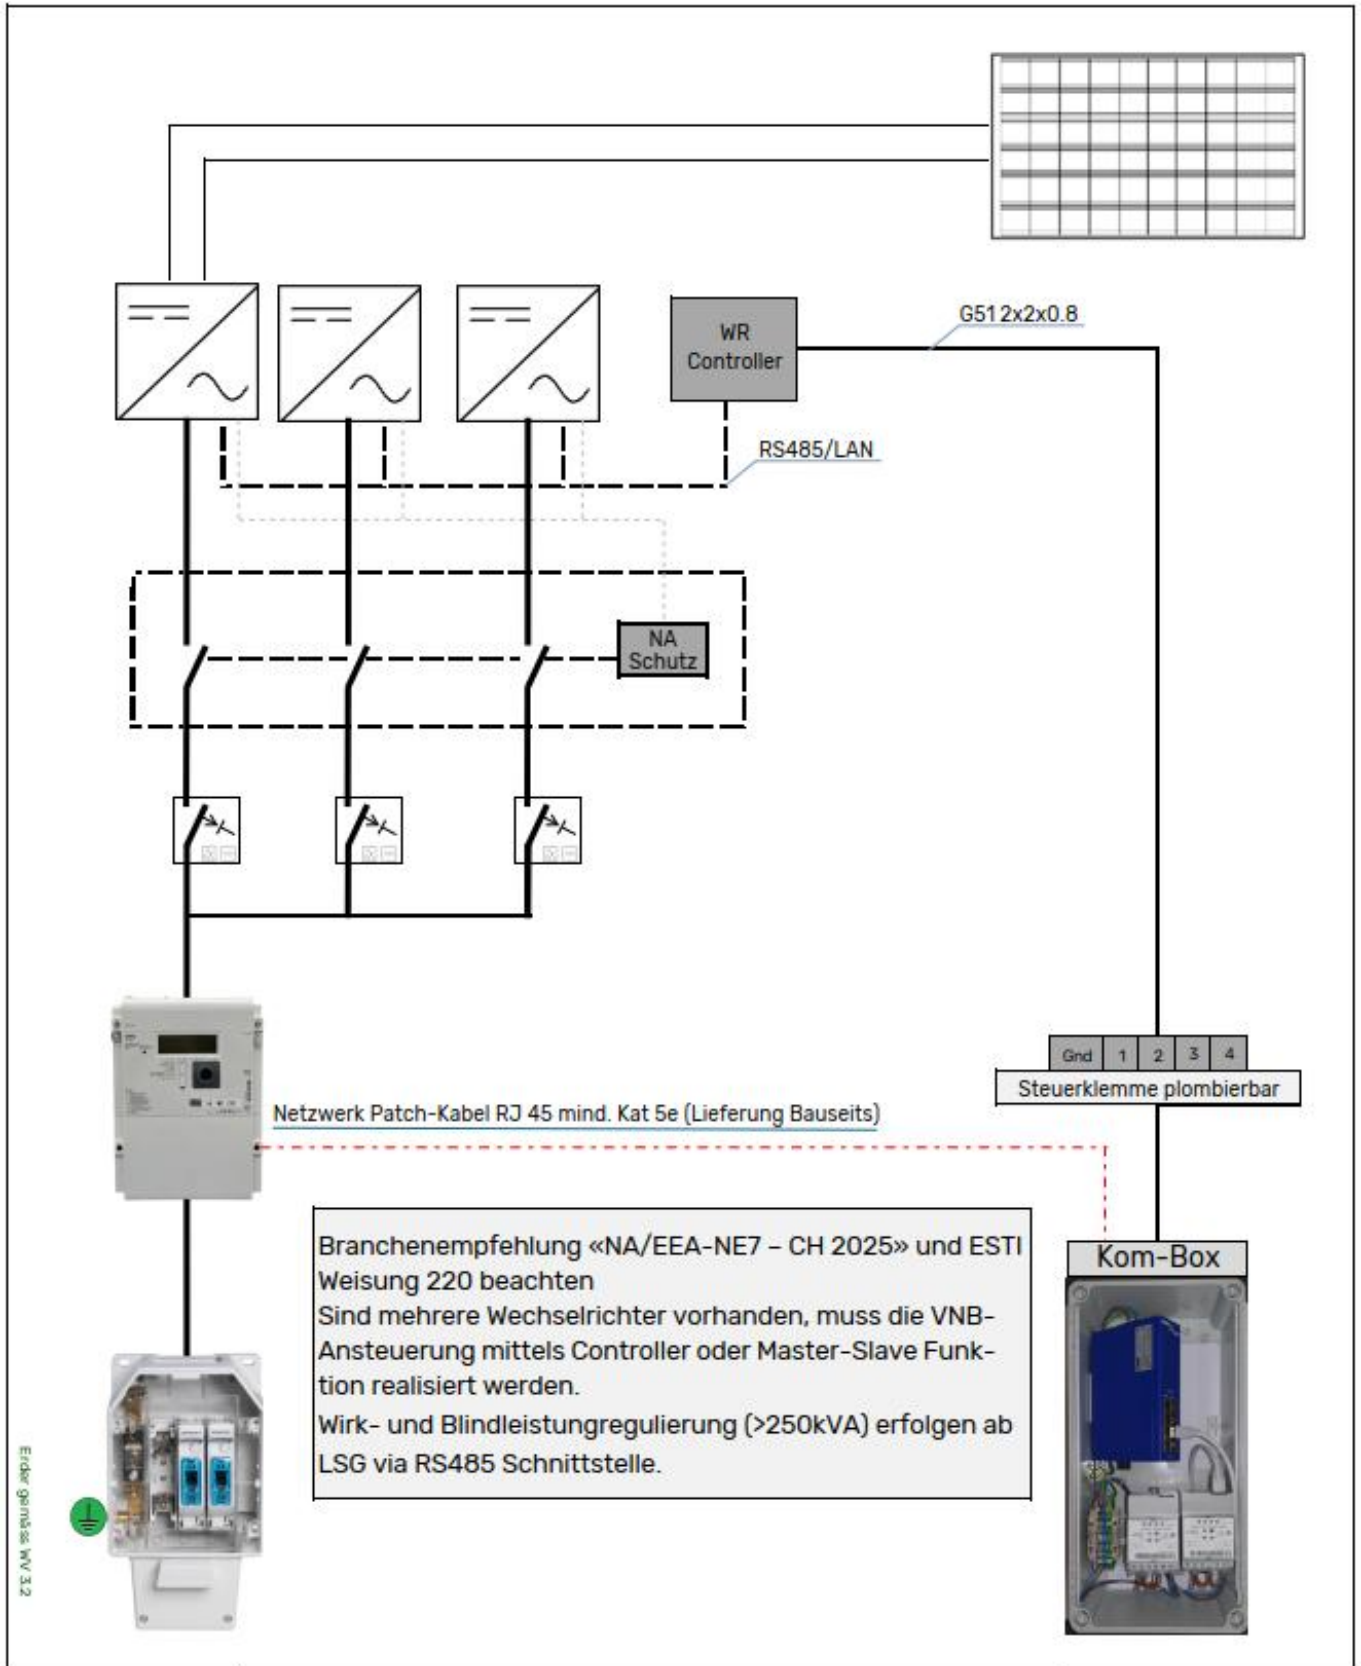 WR
Controller
G51 2x2x0.8
RS485/LAN
NA
Schutz
Gnd 1 2 3 4
Steuerklemme plombierbar
Netzwerk Patch-Kabel RJ 45 mind. Kat 5e (Lieferung Bauseits)
Kom-Box
Branchenempfehlung «NA/EEA-NE7 – CH 2025» und ESTI
Weisung 220 beachten
Sind mehrere Wechselrichter vorhanden, muss die VNB-
Ansteuerung mittels Controller oder Master-Slave Funk-
tion realisiert werden.
Wirk- und Blindleistungregulierung (>250kVA) erfolgen ab
LSG via RS485 Schnittstelle.
Erder gemäss WV 3.2